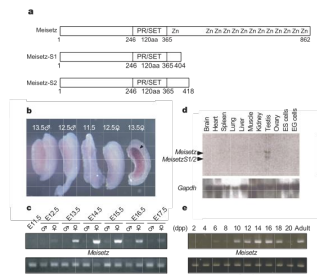 a
Meisetz PR/SET Zn Zn Zn Zn Zn Zn Zn Zn Zn Zn Zn Zn
1 246 120aa 365 862
Meisetz-S1 PR/SET
1 246 120aa 365 404
Meisetz-S2 PR/SET
1 246 120aa 365 418
b
13.5♂ 12.5♂ 11.5 12.5♀ 13.5♀
d
Brain Heart Spleen Lung Liver Muscle Kidney Testis Ovary ES cells EG cells
Meisetz
MeisetzS1/2
Gapdh
c
E11.5 E12.5 E13.5 E14.5 E15.5 E16.5 E17.5
♂ ♀ ♂ ♀ ♂ ♀ ♂ ♀ ♂ ♀ ♂ ♀
Meisetz
e
(dpp) 2 4 6 8 10 12 14 16 18 20 Adult
Meisetz